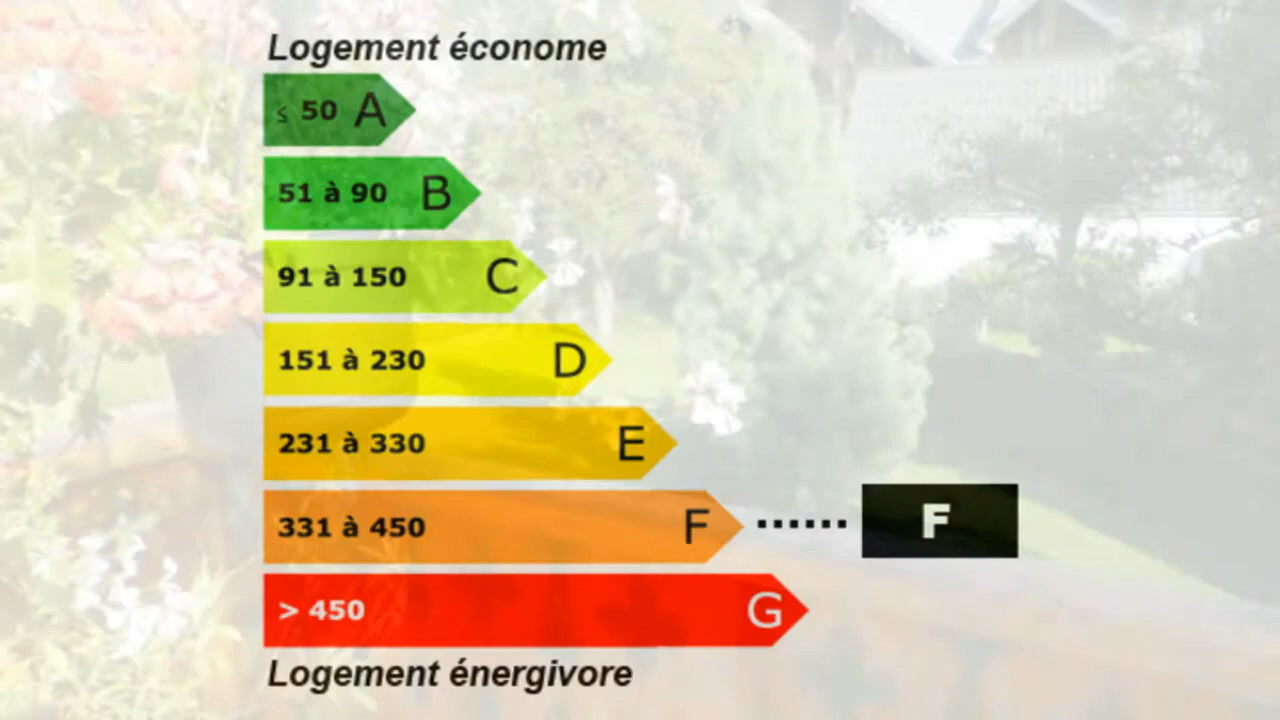 Logement économe
≤ 50 A
51 à 90 B
91 à 150 C
151 à 230 D
231 à 330 E
331 à 450 F
F
> 450 G
Logement énergivore